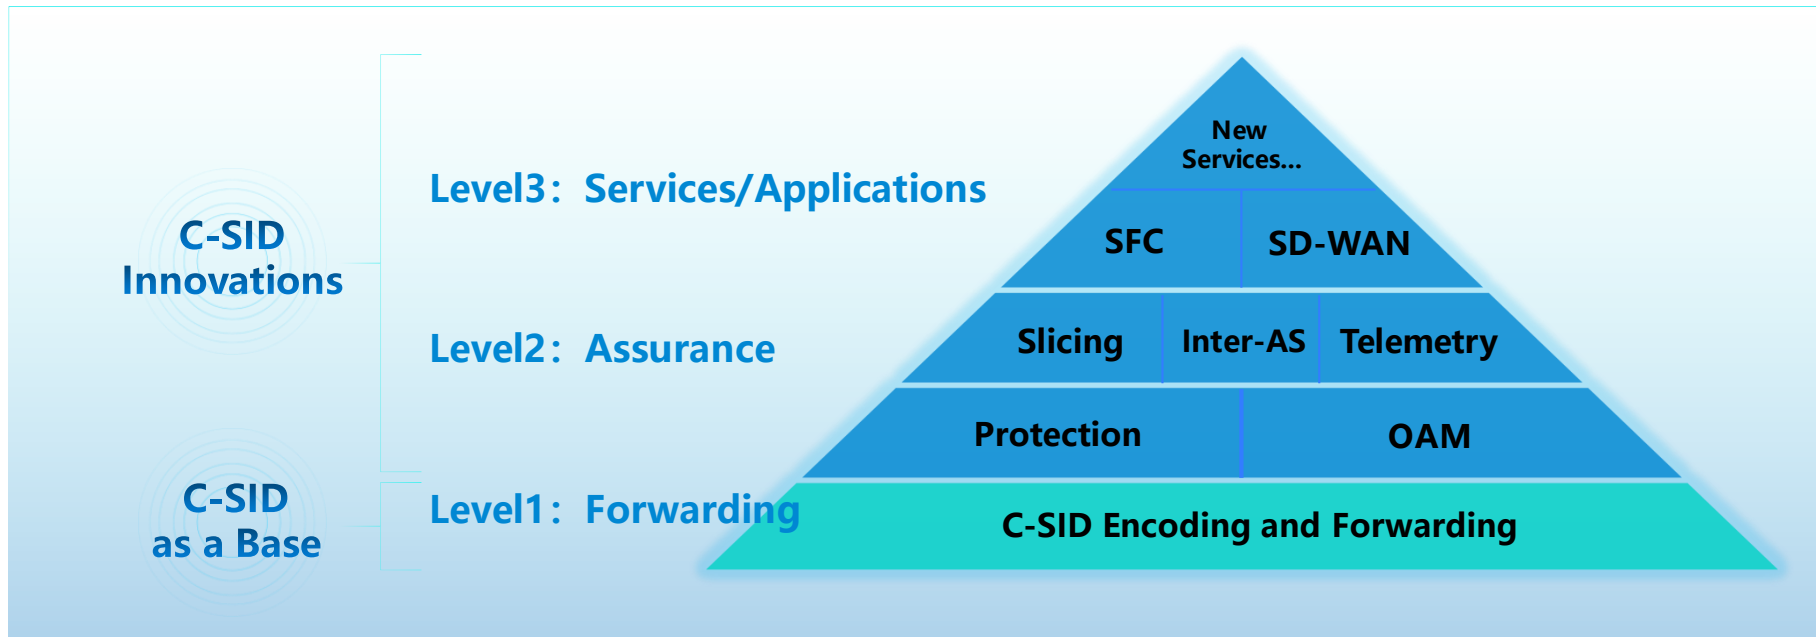 C-SID
Innovations
C-SID
as a Base
Level3：Services/Applications
Level2：Assurance
Level1：Forwarding
New
Services...
SFC
SD-WAN
Slicing
Inter-AS
Telemetry
Protection
OAM
C-SID Encoding and Forwarding